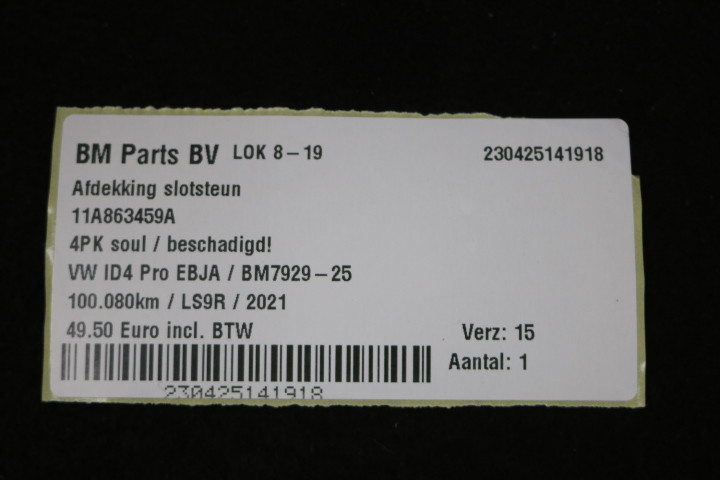 BM Parts BV LOK 8-19 230425141918
Afdekking slotsteun
11A863459A
4PK soul / beschadigd!
VW ID4 Pro EBJA / BM7929-25
100.080km / LS9R / 2021
49.50 Euro incl. BTW Verz: 15
Aantal: 1
230425141918